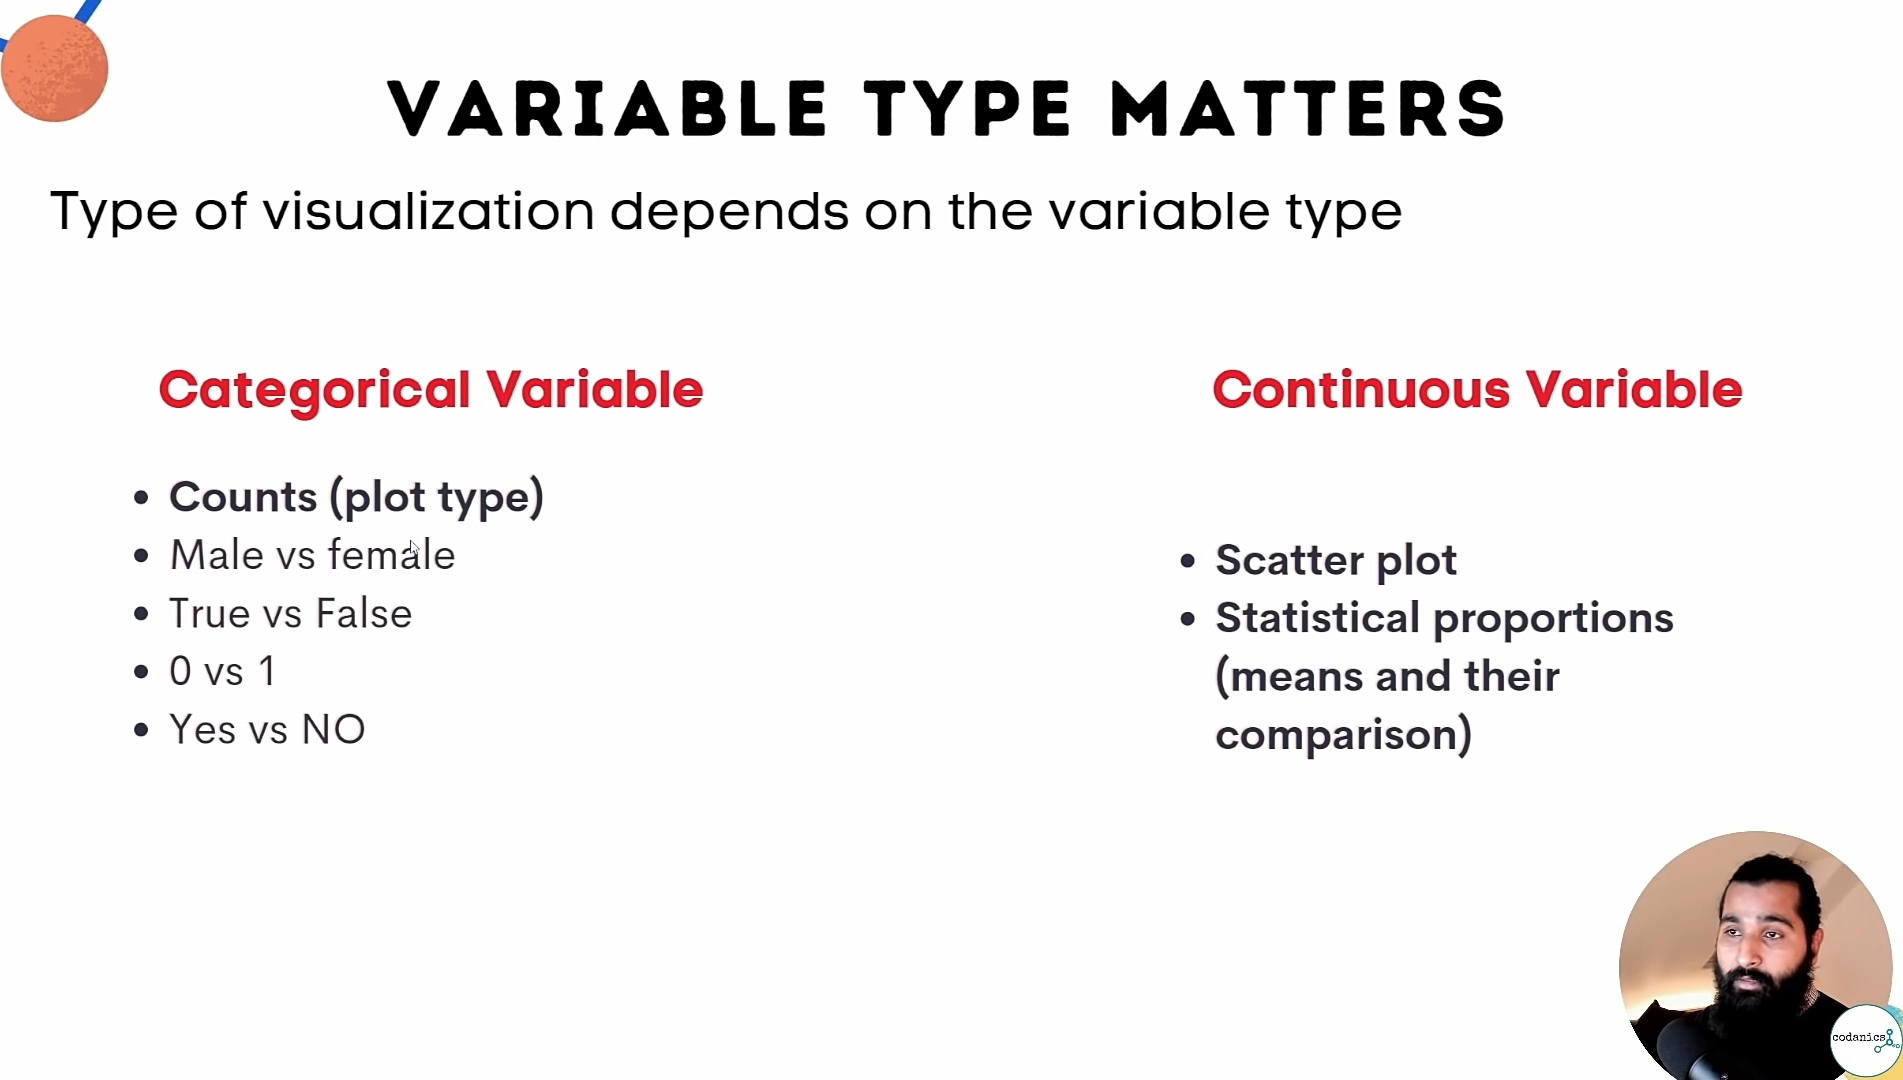 VARIABLE TYPE MATTERS
Type of visualization depends on the variable type
Categorical Variable
• Counts (plot type)
• Male vs female
• True vs False
• 0 vs 1
• Yes vs NO
Continuous Variable
• Scatter plot
• Statistical proportions
(means and their
comparison)
codanics